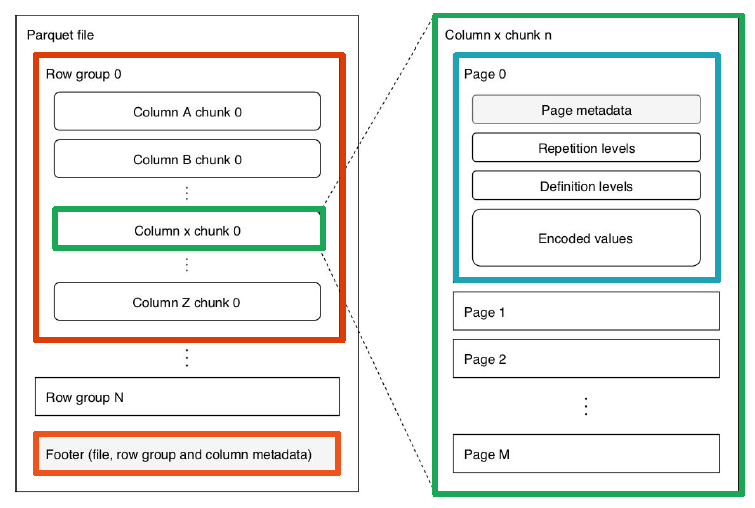 Parquet file
Row group 0
Column A chunk 0
Column B chunk 0
Column x chunk 0
Column Z chunk 0
Row group N
Footer (file, row group and column metadata)
Column x chunk n
Page 0
Page metadata
Repetition levels
Definition levels
Encoded values
Page 1
Page 2
Page M